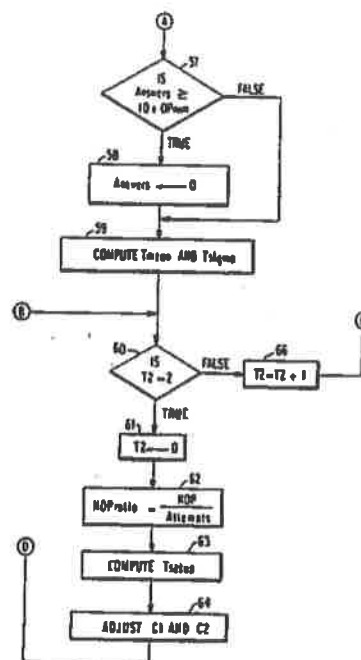 A
57
IS
Answers ≥
10 * OPnum
FALSE
TRUE
58
Answers ← 0
59
COMPUTE Tmean AND Tsigma
B
60
IS
T2 = 2
FALSE
66
T2 = T2 + 1
TRUE
61
T2 ← 0
62
NOPratio = NOP
Attempts
D
63
COMPUTE
64
ADJUST C1 AND C2